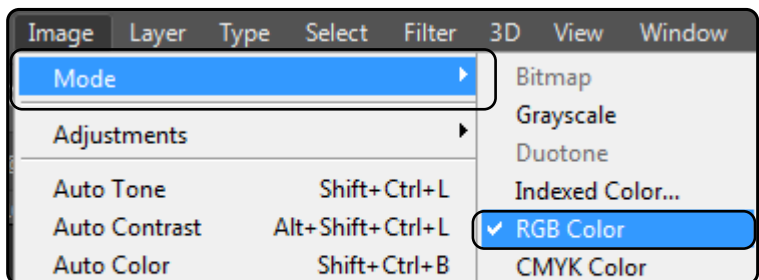 Image Layer Type Select Filter 3D View Window
Mode
Adjustments
Auto Tone Shift+Ctrl+L
Auto Contrast Alt+Shift+Ctrl+L
Auto Color Shift+Ctrl+B
Bitmap
Grayscale
Duotone
Indexed Color...
RGB Color
CMYK Color